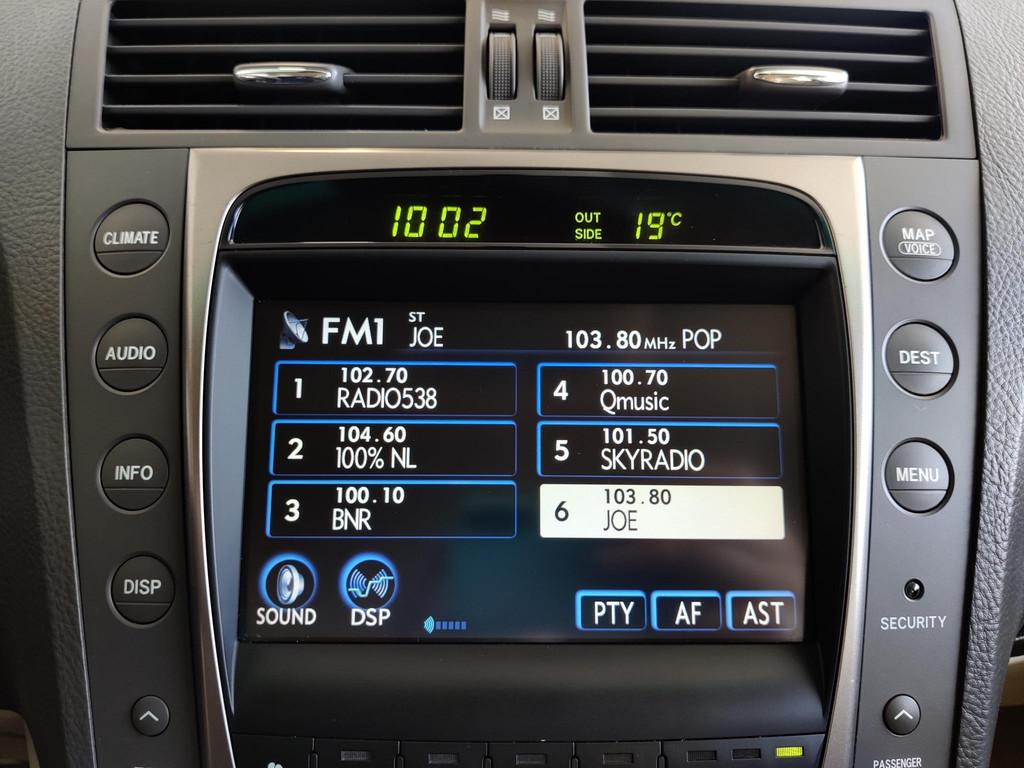 10 02 OUT SIDE 19°C
CLIMATE
MAP
VOICE
AUDIO
DEST
INFO
MENU
DISP
SECURITY
FM1 ST JOE 103.80 MHz POP
1 102.70 RADIO538
4 100.70 Qmusic
2 104.60 100% NL
5 101.50 SKYRADIO
3 100.10 BNR
6 103.80 JOE
SOUND DSP PTY AF AST
PASSENGER